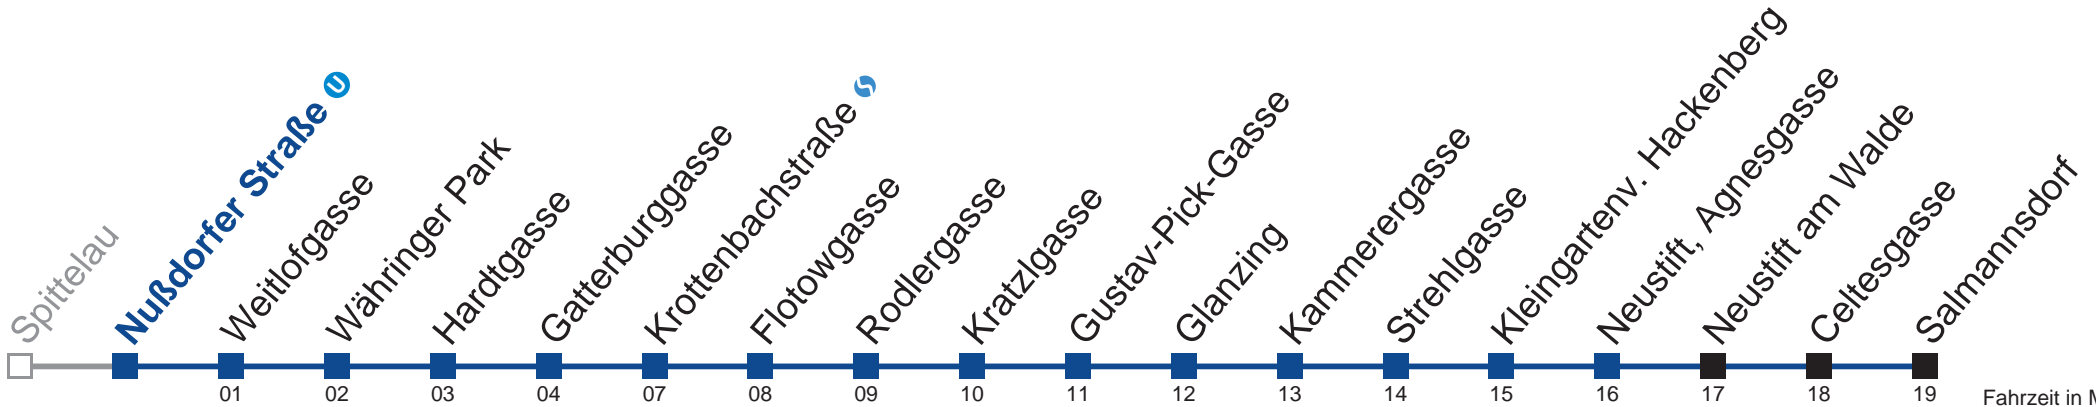 Spittelau
Nußdorfer Straße U
Weitlofgasse
Währinger Park
Hardtgasse
Gatterburggasse
Krottenbachstraße
Flotowgasse
Rodlergasse
Kratzlgasse
Gustav-Pick-Gasse
Glanzing
Kammerergasse
Strehlgasse
Kleingartenv. Hackenberg
Neustift, Agnesgasse
Neustift am Walde
Celtesgasse
Salmannsdorf
01 02 03 04 07 08 09 10 11 12 13 14 15 16 17 18 19 Fahrzeit in M